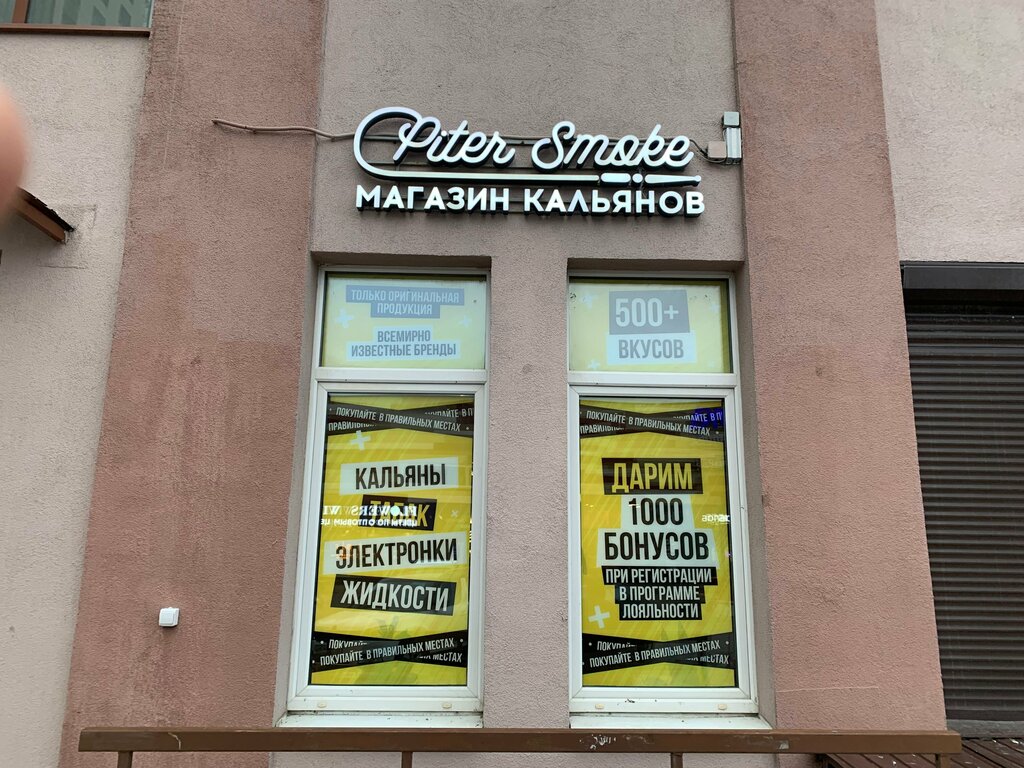 Piter Smoke
МАГАЗИН КАЛЬЯНОВ
ТОЛЬКО ОРИГИНАЛЬНАЯ
ПРОДУКЦИЯ
ВСЕМИРНО
ИЗВЕСТНЫЕ БРЕНДЫ
500+
ВКУСОВ
ПОКУПАЙТЕ В ПРАВИЛЬНЫХ МЕСТАХ
КАЛЬЯНЫ
ТАБАК
ЭЛЕКТРОНКИ
ЖИДКОСТИ
ПОКУПАЙТЕ В ПРАВИЛЬНЫХ МЕСТАХ
ПОКУПАЙТЕ В ПРАВИЛЬНЫХ МЕСТАХ
ДАРИМ
1000
БОНУСОВ
ПРИ РЕГИСТРАЦИИ
В ПРОГРАММЕ
ЛОЯЛЬНОСТИ
ПОКУПАЙТЕ В ПРАВИЛЬНЫХ МЕСТАХ